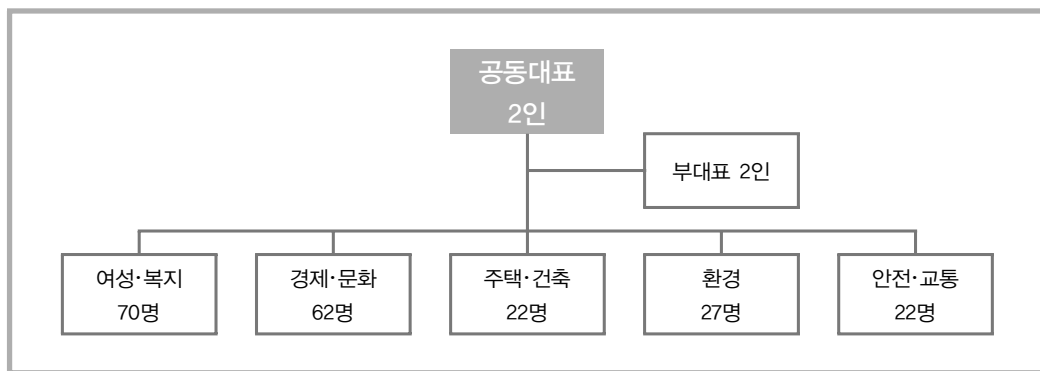 공동대표
2인
부대표 2인
여성·복지
70명
경제·문화
62명
주택·건축
22명
환경
27명
안전·교통
22명